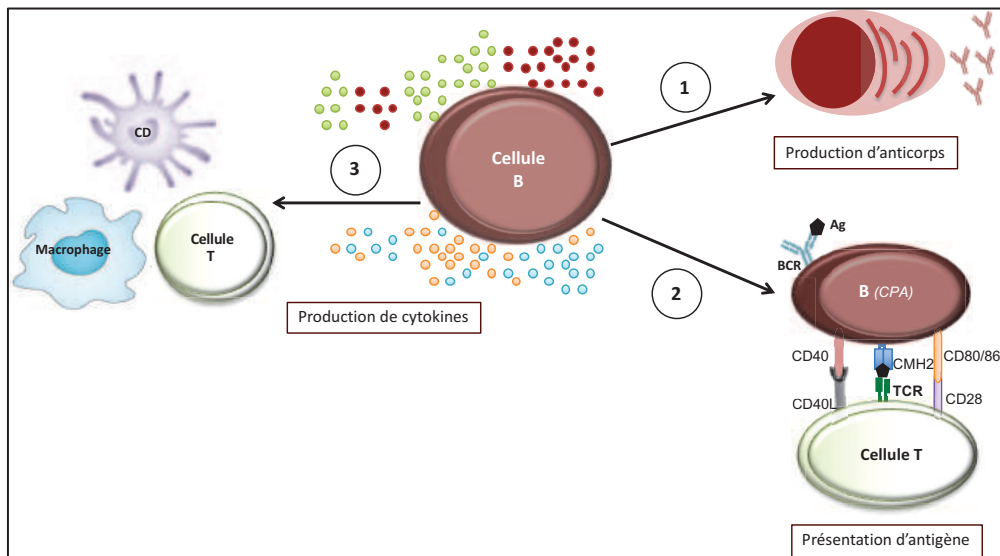 CD
Macrophage
Cellule
T
3
Production de cytokines
Cellule
B
1
Production d'anticorps
2
Ag
BCR
B (CPA)
CD40
CMH2
CD80/86
CD40L
TCR
CD28
Cellule T
Présentation d'antigène